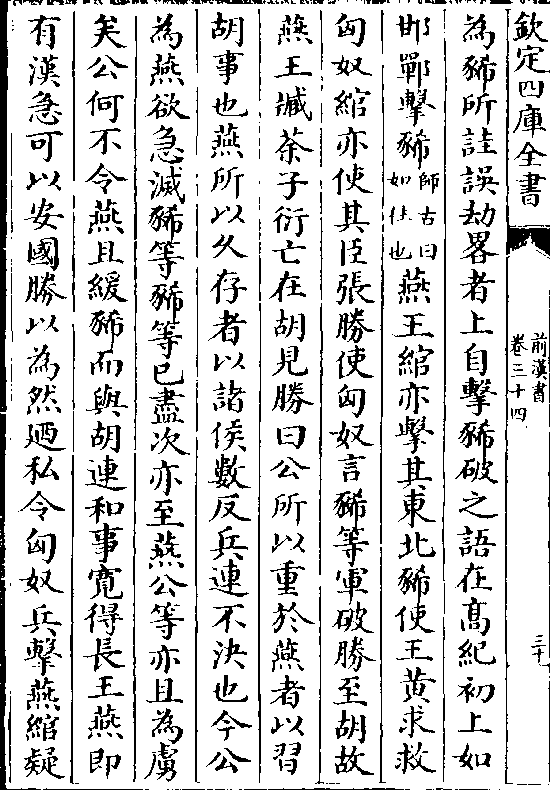 欽定四庫全書
前漢書
卷三十四
三十
為豨所詿誤劫畧者上自擊豨破之語在髙紀初上如
邯鄲擊豨師古曰如往也燕王綰亦擊其東北豨使王黄求救
匈奴綰亦使其臣張勝使匈奴言豨等軍破勝至胡故
燕王臧荼子衍亡在胡見勝曰公所以重於燕者以習
胡事也燕所以久存者以諸侯數反兵連不決也今公
為燕欲急滅豨等豨等已盡次亦至燕公等亦且為虜
矣公何不令燕且緩豨而與胡連和事寛得長王燕即
有漢急可以安國勝以為然廼私令匈奴兵擊燕綰疑